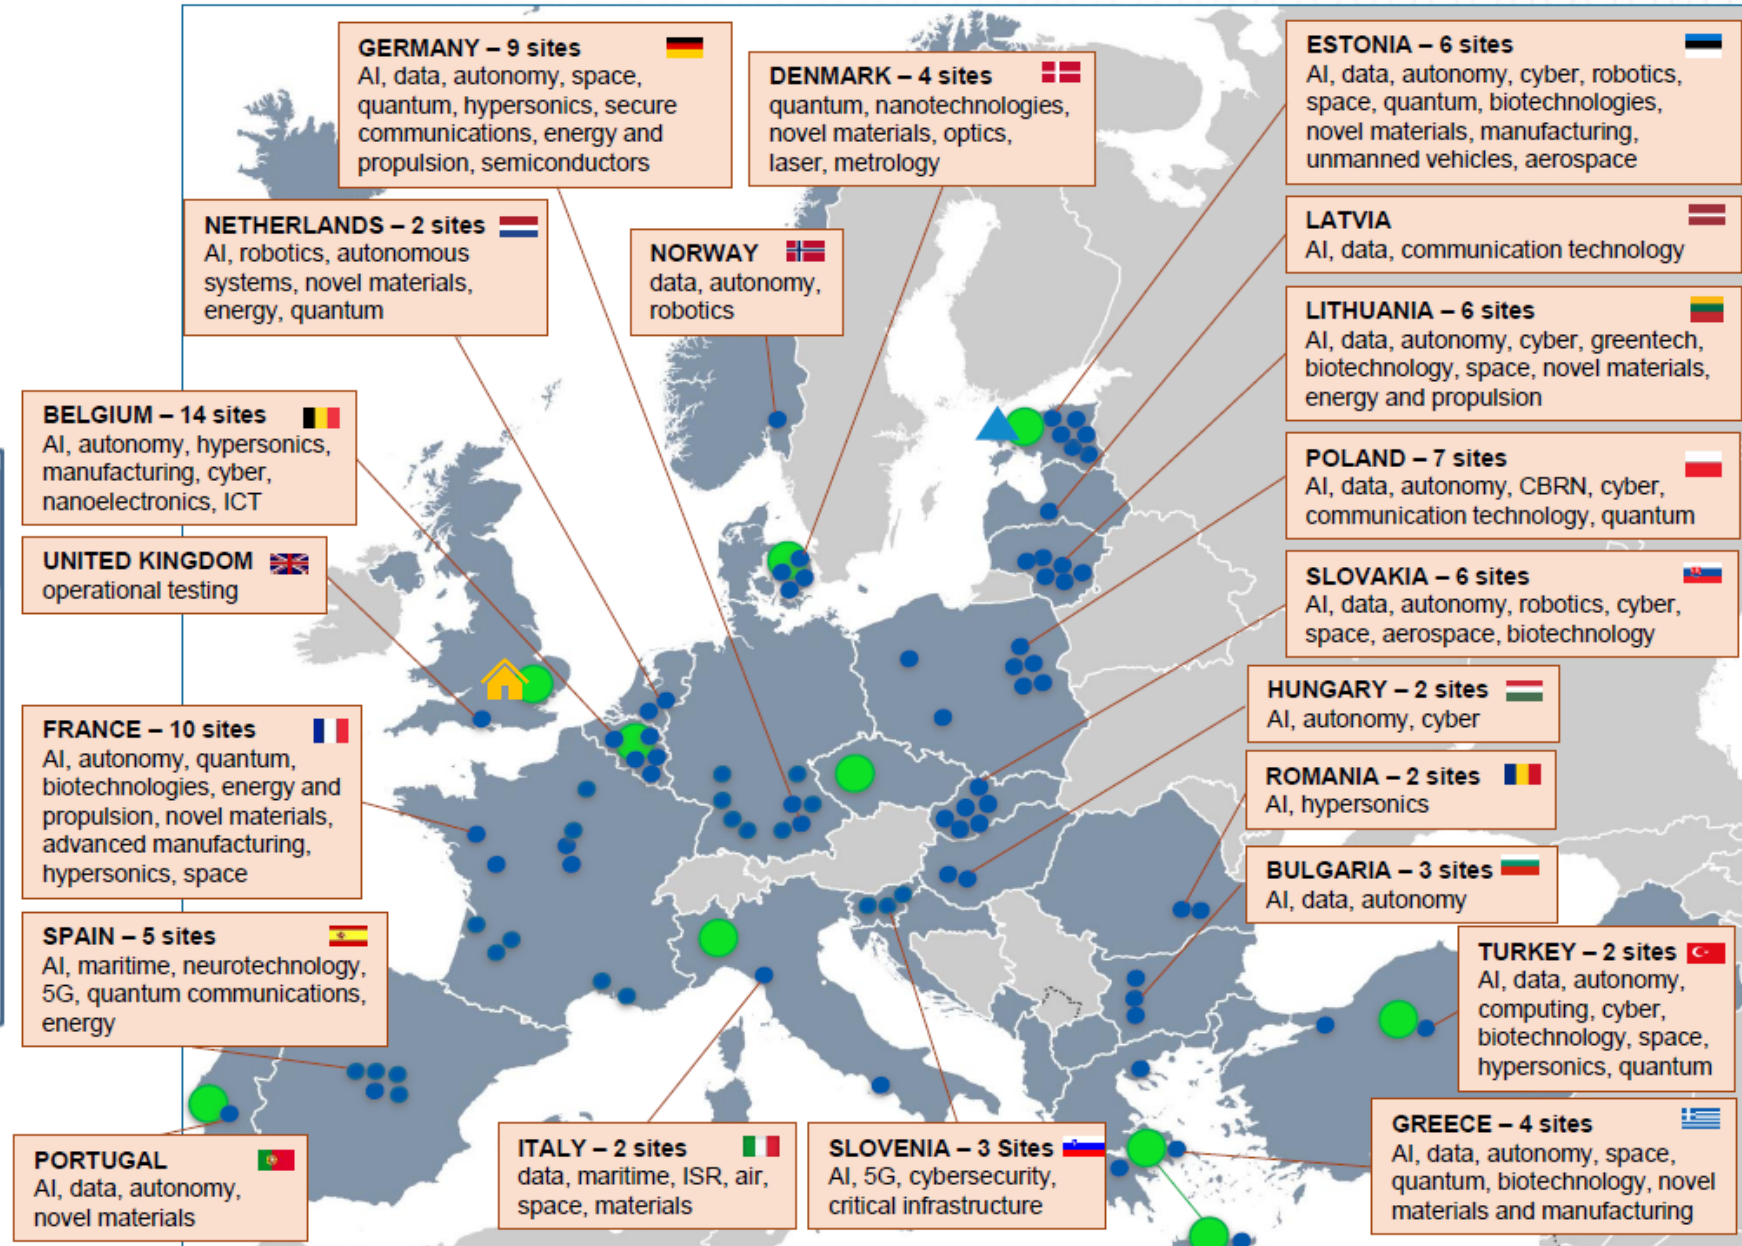 GERMANY – 9 sites
AI, data, autonomy, space,
quantum, hypersonics, secure
communications, energy and
propulsion, semiconductors
DENMARK – 4 sites
quantum, nanotechnologies,
novel materials, optics,
laser, metrology
ESTONIA – 6 sites
AI, data, autonomy, cyber, robotics,
space, quantum, biotechnologies,
novel materials, manufacturing,
unmanned vehicles, aerospace
NETHERLANDS – 2 sites
AI, robotics, autonomous
systems, novel materials,
energy, quantum
NORWAY
data, autonomy,
robotics
LATVIA
AI, data, communication technology
LITHUANIA – 6 sites
AI, data, autonomy, cyber, greentech,
biotechnology, space, novel materials,
energy and propulsion
BELGIUM – 14 sites
AI, autonomy, hypersonics,
manufacturing, cyber,
nanoelectronics, ICT
POLAND – 7 sites
AI, data, autonomy, CBRN, cyber,
communication technology, quantum
UNITED KINGDOM
operational testing
SLOVAKIA – 6 sites
AI, data, autonomy, robotics, cyber,
space, aerospace, biotechnology
HUNGARY – 2 sites
AI, autonomy, cyber
FRANCE – 10 sites
AI, autonomy, quantum,
biotechnologies, energy and
propulsion, novel materials,
advanced manufacturing,
hypersonics, space
ROMANIA – 2 sites
AI, hypersonics
BULGARIA – 3 sites
AI, data, autonomy
SPAIN – 5 sites
AI, maritime, neurotechnology,
5G, quantum communications,
energy
TURKEY – 2 sites
AI, data, autonomy,
computing, cyber,
biotechnology, space,
hypersonics, quantum
PORTUGAL
AI, data, autonomy,
novel materials
ITALY – 2 sites
data, maritime, ISR, air,
space, materials
SLOVENIA – 3 Sites
AI, 5G, cybersecurity,
critical infrastructure
GREECE – 4 sites
AI, data, autonomy, space,
quantum, biotechnology, novel
materials and manufacturing